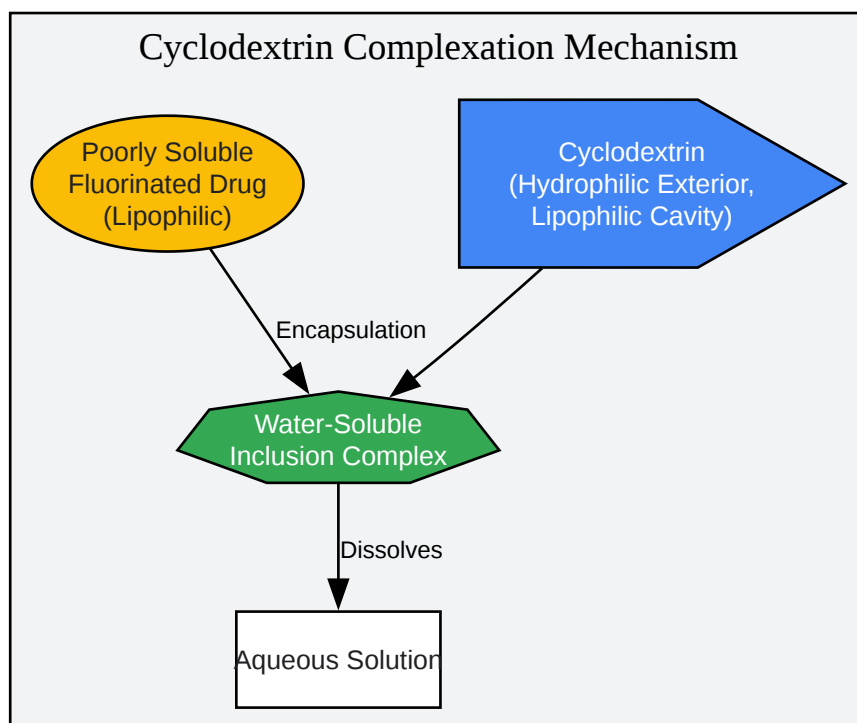 Cyclodextrin Complexation Mechanism
Poorly Soluble
Fluorinated Drug
(Lipophilic)
Cyclodextrin
(Hydrophilic Exterior,
Lipophilic Cavity)
Encapsulation
Water-Soluble
Inclusion Complex
Dissolves
Aqueous Solution